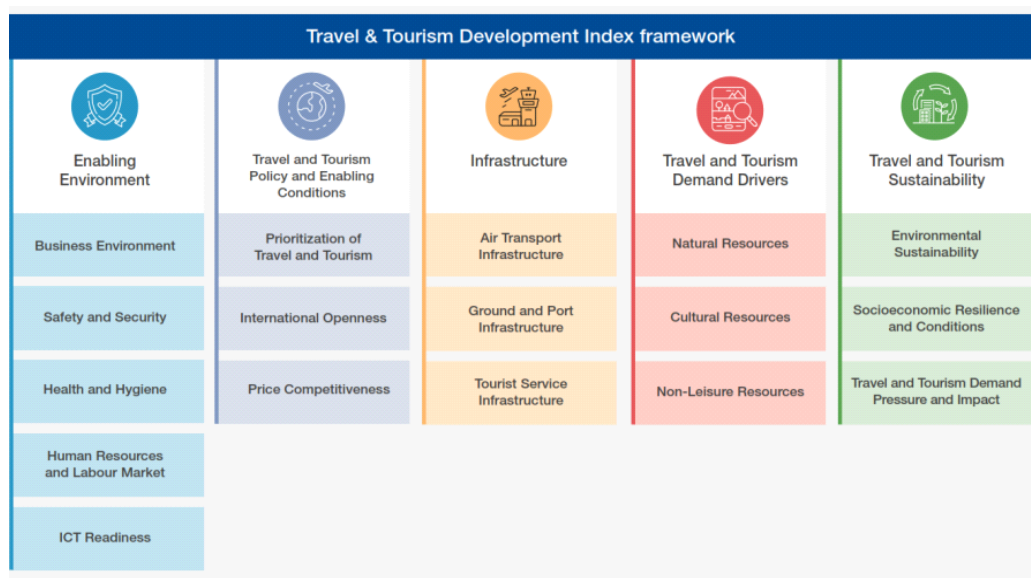 Travel & Tourism Development Index framework
Enabling
Environment
Business Environment
Safety and Security
Health and Hygiene
Human Resources
and Labour Market
ICT Readiness
Travel and Tourism
Policy and Enabling
Conditions
Prioritization of
Travel and Tourism
International Openness
Price Competitiveness
Infrastructure
Air Transport
Infrastructure
Ground and Port
Infrastructure
Tourist Service
Infrastructure
Travel and Tourism
Demand Drivers
Natural Resources
Cultural Resources
Non-Leisure Resources
Travel and Tourism
Sustainability
Environmental
Sustainability
Socioeconomic Resilience
and Conditions
Travel and Tourism Demand
Pressure and Impact